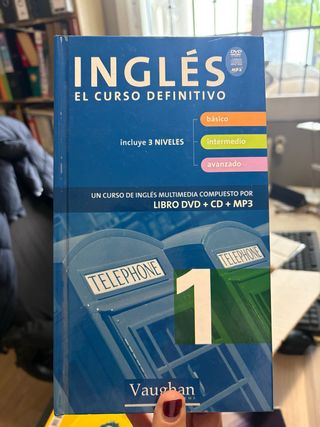 INGLÉS
EL CURSO DEFINITIVO
DVD
MP3
básico
incluye 3 NIVELES
intermedio
avanzado
UN CURSO DE INGLÉS MULTIMEDIA COMPUESTO POR
LIBRO DVD + CD + MP3
TELEPHONE
TELEPHONE
1
Vaughan